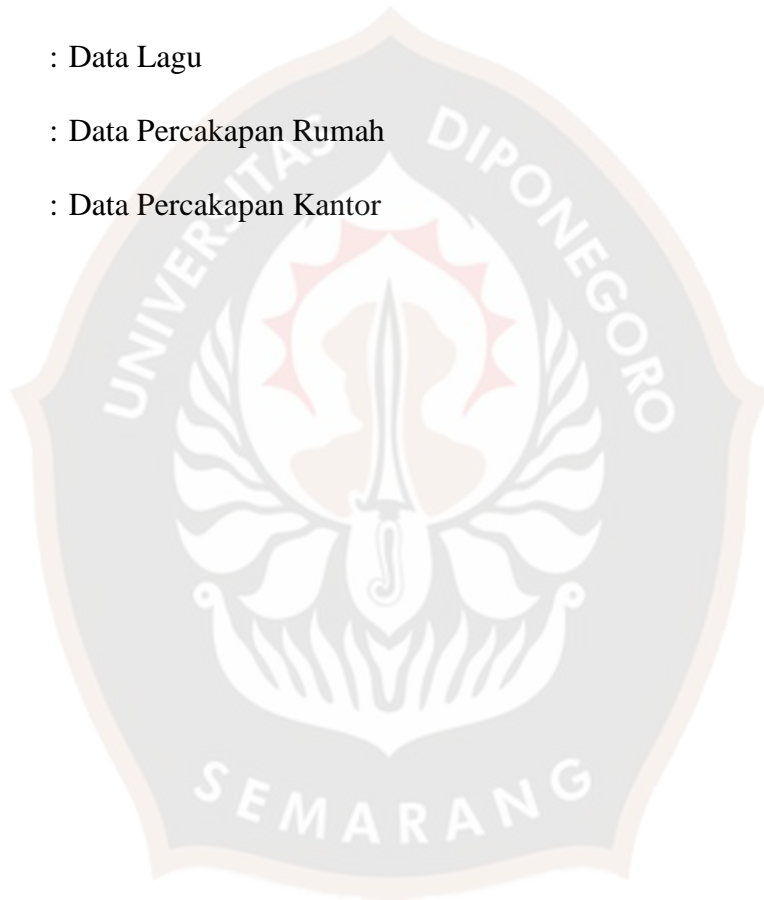 : Data Lagu
: Data Percakapan Rumah
: Data Percakapan Kantor
UNIVERSITAS DIPONEGORO
SEMARANG